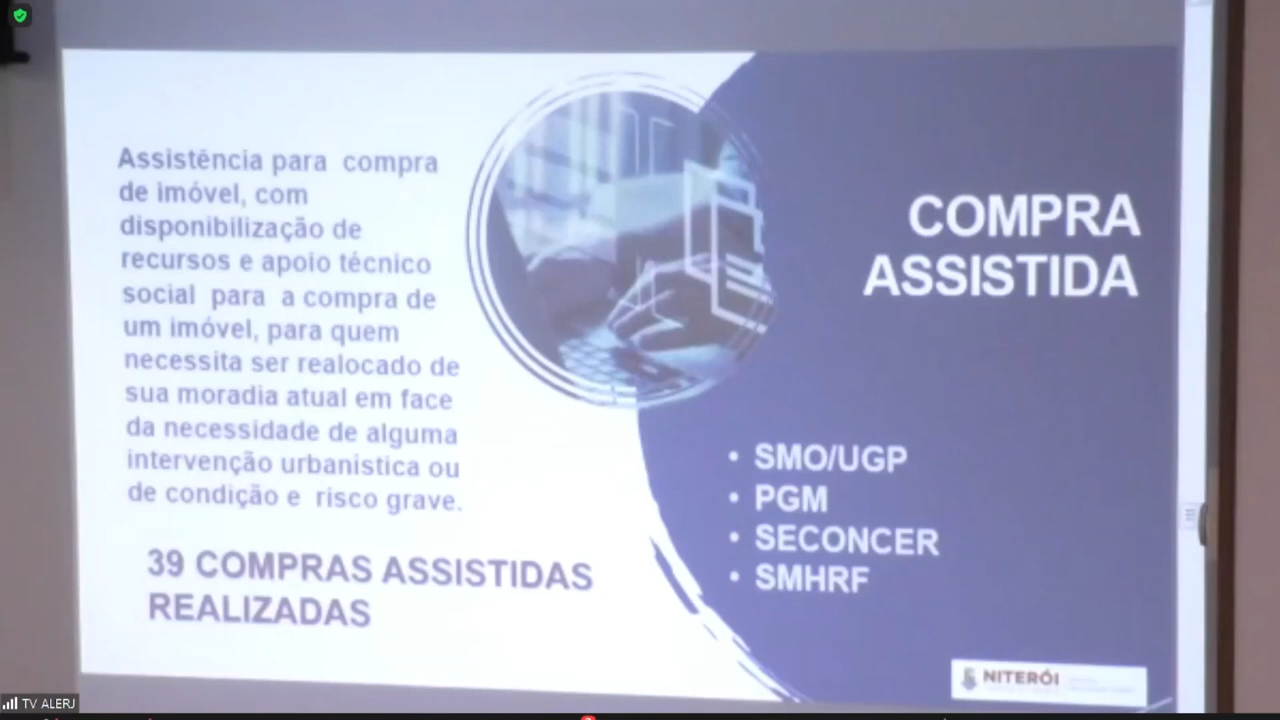 Assistência para compra
de imóvel, com
disponibilização de
recursos e apoio técnico
social para a compra de
um imóvel, para quem
necessita ser realocado de
sua moradia atual em face
da necessidade de alguma
intervenção urbanistica ou
de condição e risco grave.
39 COMPRAS ASSISTIDAS
REALIZADAS
COMPRA
ASSISTIDA
• SMO/UGP
• PGM
• SECONCER
• SMHRF
NITERÓI
TV ALERJ